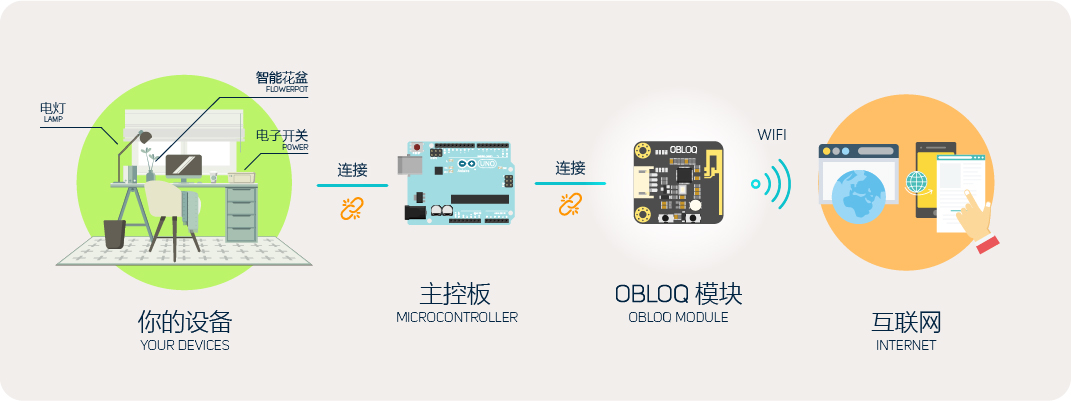 智能花盆
FLOWERPOT
电灯
LAMP
电子开关
POWER
连接
连接
WIFI
UNO
OBLOQ
你的设备
YOUR DEVICES
主控板
MICROCONTROLLER
OBLOQ 模块
OBLOQ MODULE
互联网
INTERNET